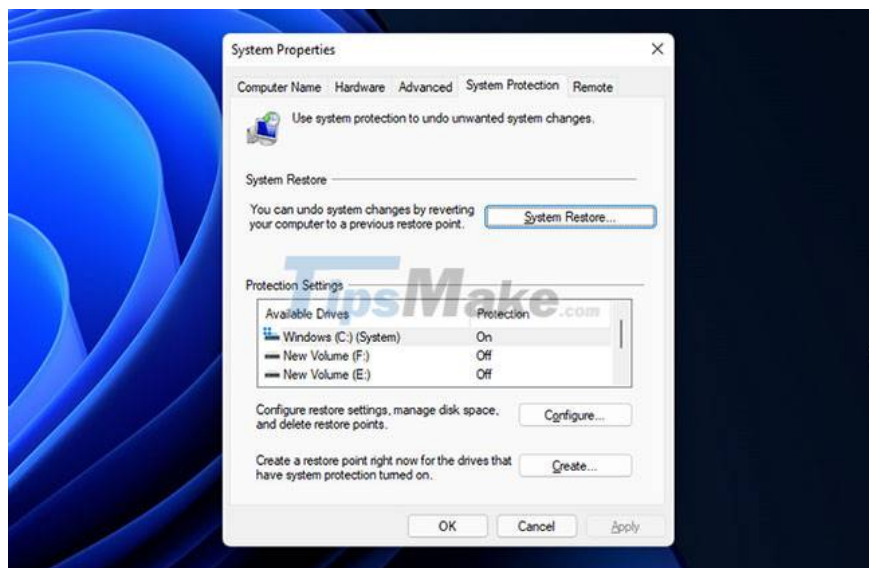 System Properties
Computer Name Hardware Advanced System Protection Remote
Use system protection to undo unwanted system changes.
System Restore
You can undo system changes by reverting
your computer to a previous restore point.
System Restore...
Protection Settings
TipsMake.com
Available Drives Protection
Windows (C:) (System) On
New Volume (F:) Off
New Volume (E:) Off
Configure restore settings, manage disk space,
and delete restore points.
Configure...
Create a restore point right now for the drives that
have system protection turned on.
Create...
OK Cancel Apply